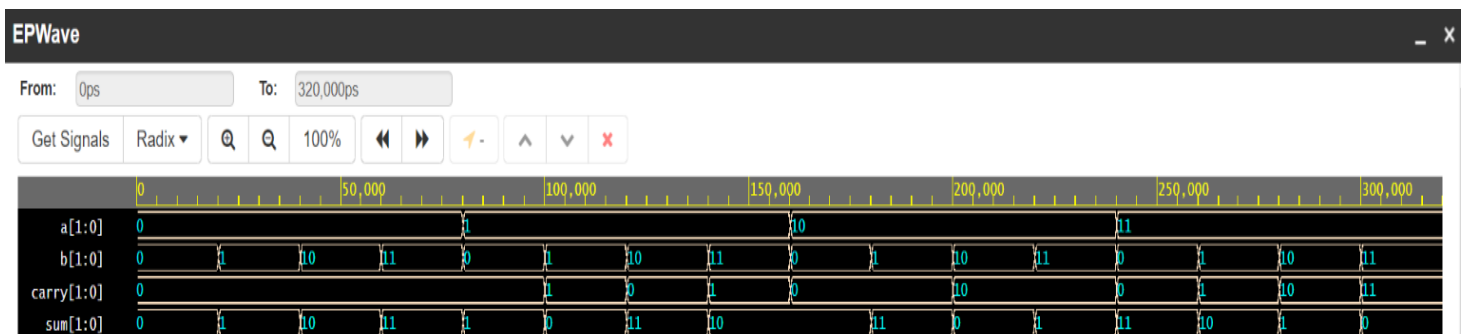 EPWave
From: 0ps To: 320,000ps
Get Signals Radix 100% -
0 50,000 100,000 150,000 200,000 250,000 300,000
a[1:0] 0 1 10 11
b[1:0] 0 1 10 11 0 1 10 11 0 1 10 11 0 1 10 11
carry[1:0] 0 1 0 1 0 10 0 1 10 11
sum[1:0] 0 1 10 11 1 0 11 10 11 0 1 11 10 1 0